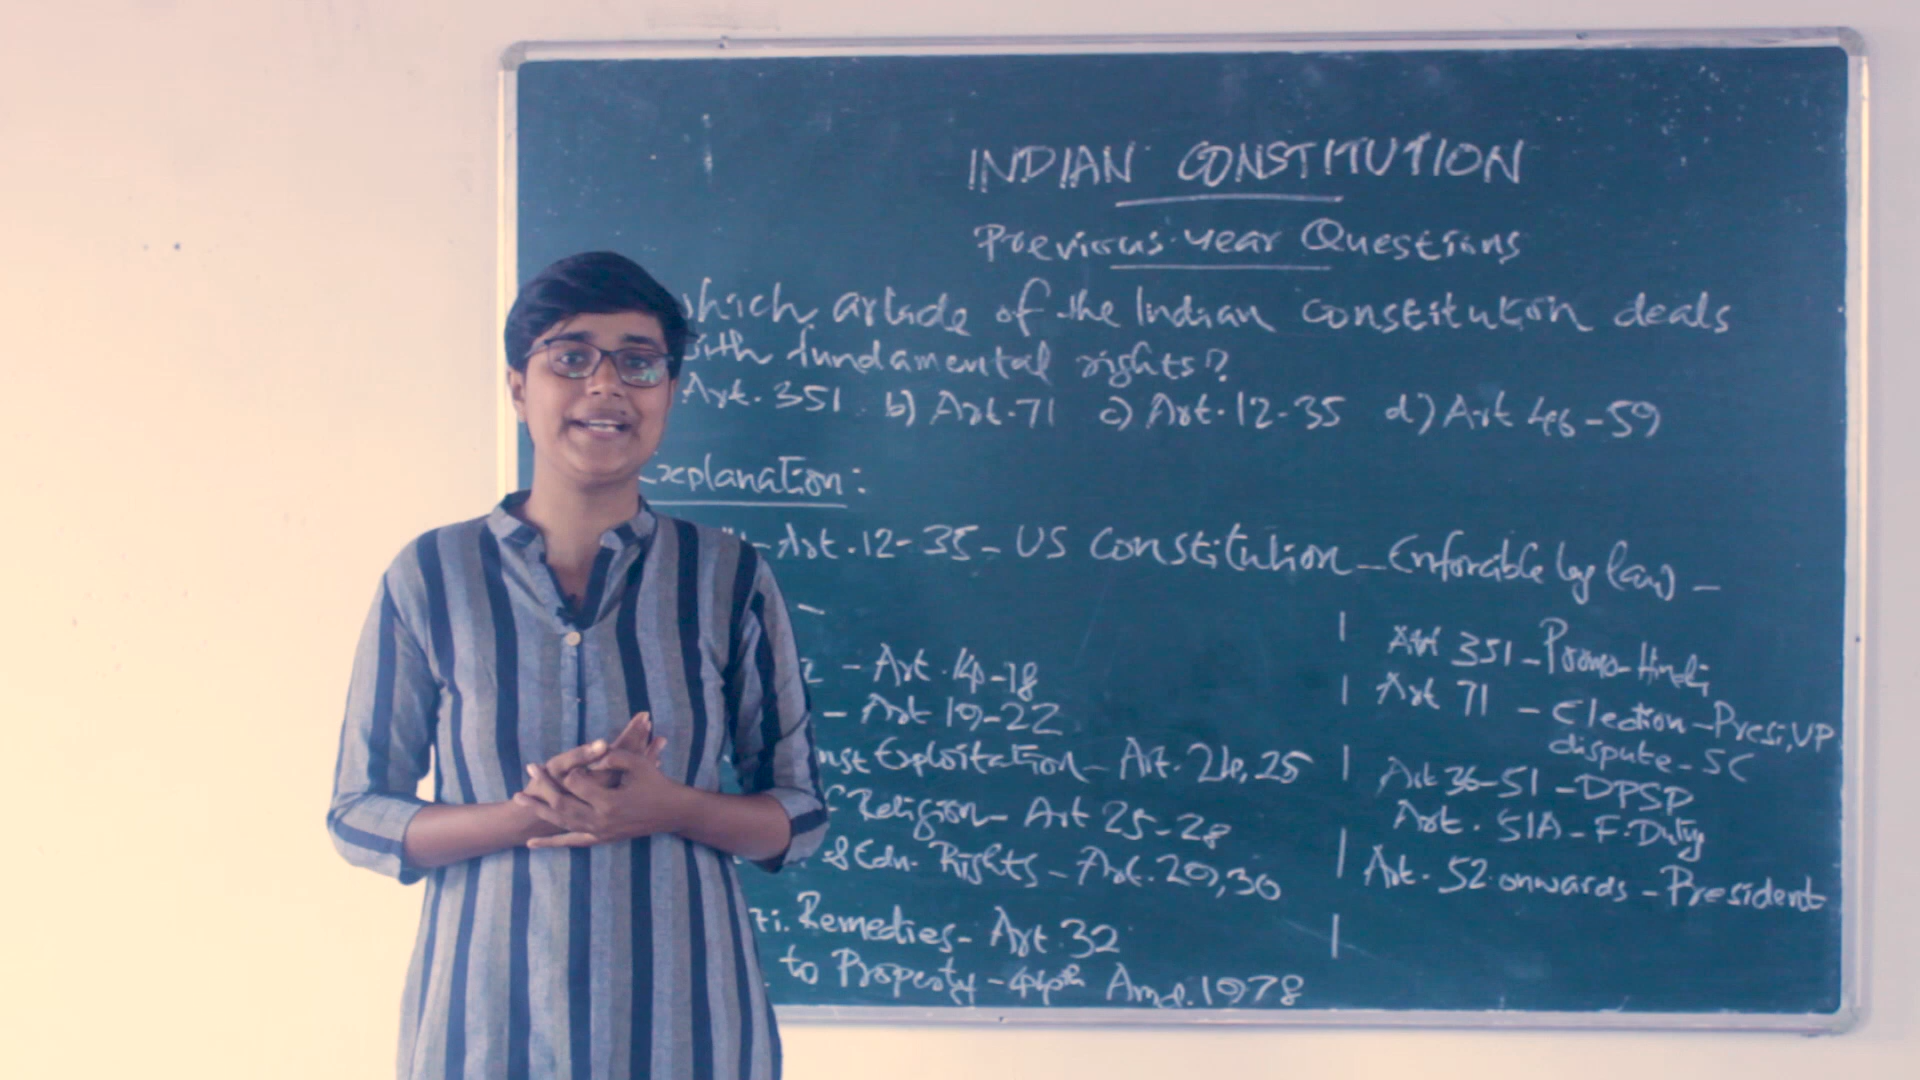 INDIAN CONSTITUTION
Previous year Questions
which article of the Indian constitution deals
with fundamental rights?
Art. 351 b) Art. 71 c) Art. 12-35 d) Art 46-59
Explanation:
Art. 12-35 - US Constitution - Enforcible by law -
- Art. 14-18
- Art 19-22
Exploitation - Art. 24, 25
Religion - Art 25-28
& Edn. Rights - Art. 29, 30
Remedies - Art. 32
to Property - 44th Amd. 1978
Art 351 - Promo - Hindi
Art 71 - Election - Presi, VP
dispute - SC
Art 36-51 - DPSP
Art. 51A - F. Duty
Art. 52 onwards - President